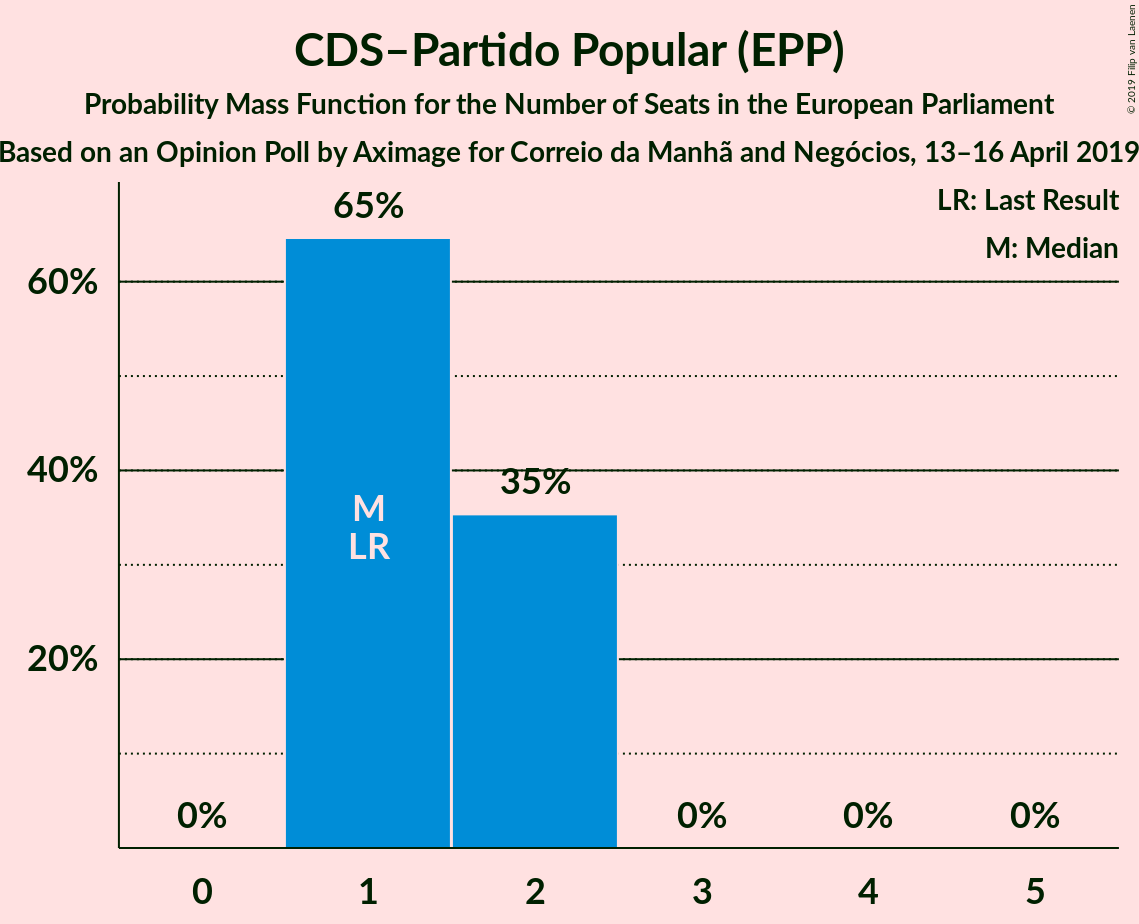 CDS–Partido Popular (EPP)
Probability Mass Function for the Number of Seats in the European Parliament
Based on an Opinion Poll by Aximage for Correio da Manhã and Negócios, 13–16 April 2019
© 2019 Filip van Laenen
LR: Last Result
M: Median
65%
60%
40%
35%
M
LR
20%
0%
0%
0%
0%
0
1
2
3
4
5